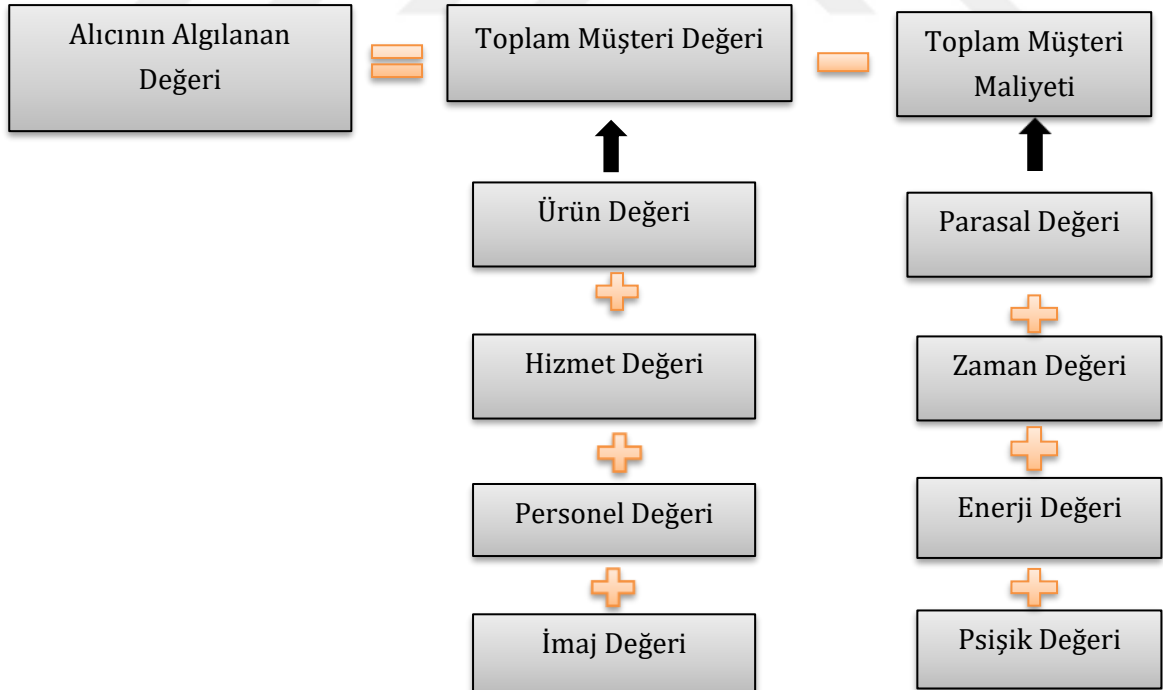 Alıcının Algılanan
Değeri
Toplam Müşteri Değeri
Toplam Müşteri
Maliyeti
Ürün Değeri
Parasal Değeri
Hizmet Değeri
Zaman Değeri
Personel Değeri
Enerji Değeri
İmaj Değeri
Psişik Değeri